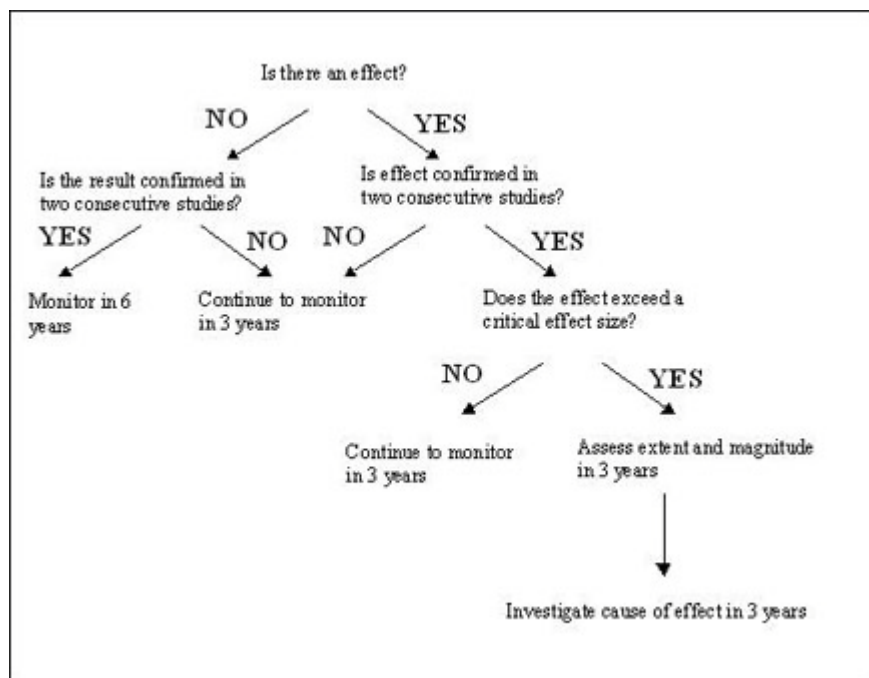 Is there an effect?
NO
YES
Is the result confirmed in
two consecutive studies?
Is effect confirmed in
two consecutive studies?
YES
NO
NO
YES
Monitor in 6
years
Continue to monitor
in 3 years
Does the effect exceed a
critical effect size?
NO
YES
Continue to monitor
in 3 years
Assess extent and magnitude
in 3 years
Investigate cause of effect in 3 years